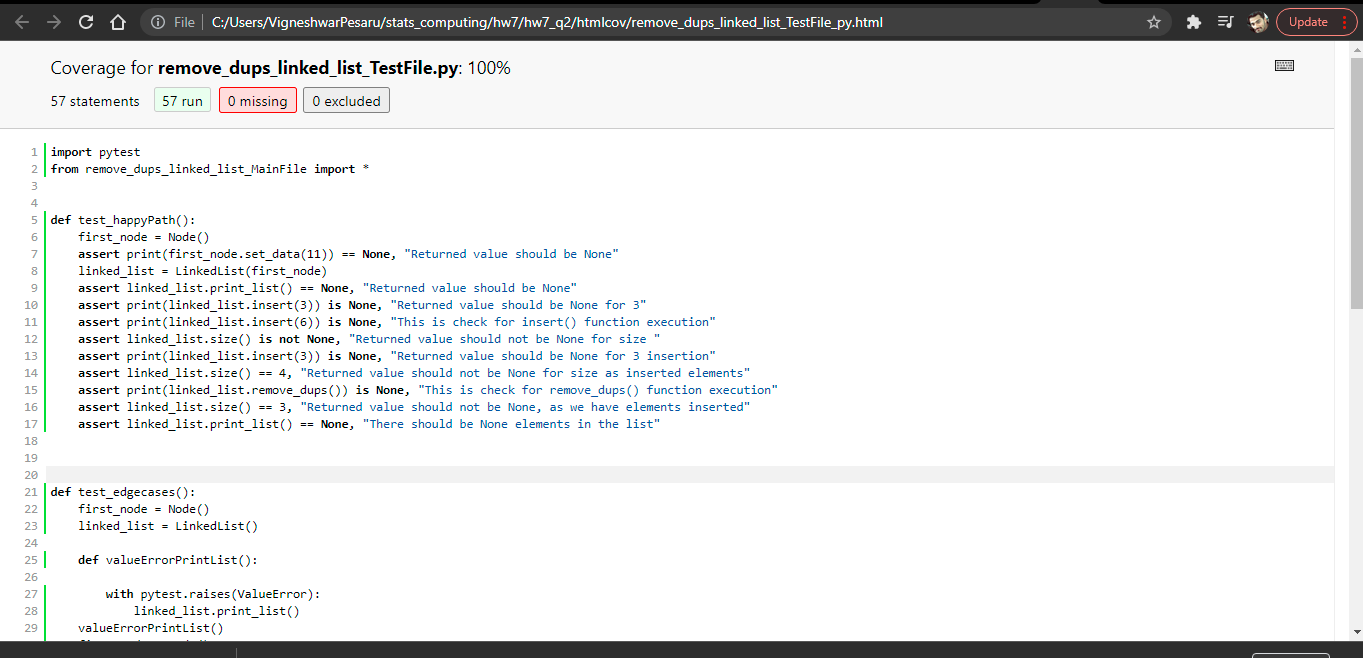 File | C:/Users/VigneshwarPesaru/stats_computing/hw7/hw7_q2/htmlcov/remove_dups_linked_list_TestFile_py.html
Update
Coverage for remove_dups_linked_list_TestFile.py: 100%
57 statements 57 run 0 missing 0 excluded
1 import pytest
2 from remove_dups_linked_list_MainFile import *
3
4
5 def test_happyPath():
6 first_node = Node()
7 assert print(first_node.set_data(11)) == None, "Returned value should be None"
8 linked_list = LinkedList(first_node)
9 assert linked_list.print_list() == None, "Returned value should be None"
10 assert print(linked_list.insert(3)) is None, "Returned value should be None for 3"
11 assert print(linked_list.insert(6)) is None, "This is check for insert() function execution"
12 assert linked_list.size() is not None, "Returned value should not be None for size "
13 assert print(linked_list.insert(3)) is None, "Returned value should be None for 3 insertion"
14 assert linked_list.size() == 4, "Returned value should not be None for size as inserted elements"
15 assert print(linked_list.remove_dups()) is None, "This is check for remove_dups() function execution"
16 assert linked_list.size() == 3, "Returned value should not be None, as we have elements inserted"
17 assert linked_list.print_list() == None, "There should be None elements in the list"
18
19
20
21 def test_edgecases():
22 first_node = Node()
23 linked_list = LinkedList()
24
25 def valueErrorPrintList():
26
27 with pytest.raises(ValueError):
28 linked_list.print_list()
29 valueErrorPrintList()